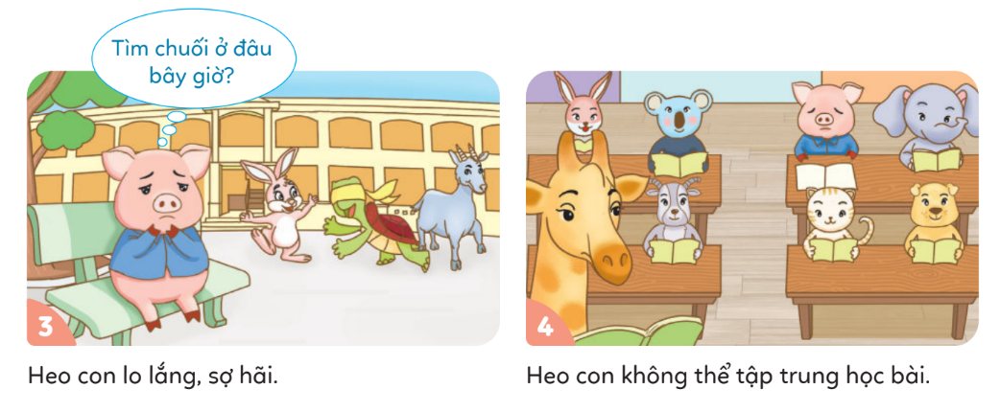 Tìm chuối ở đâu
bây giờ?
3
4
Heo con lo lắng, sợ hãi.
Heo con không thể tập trung học bài.